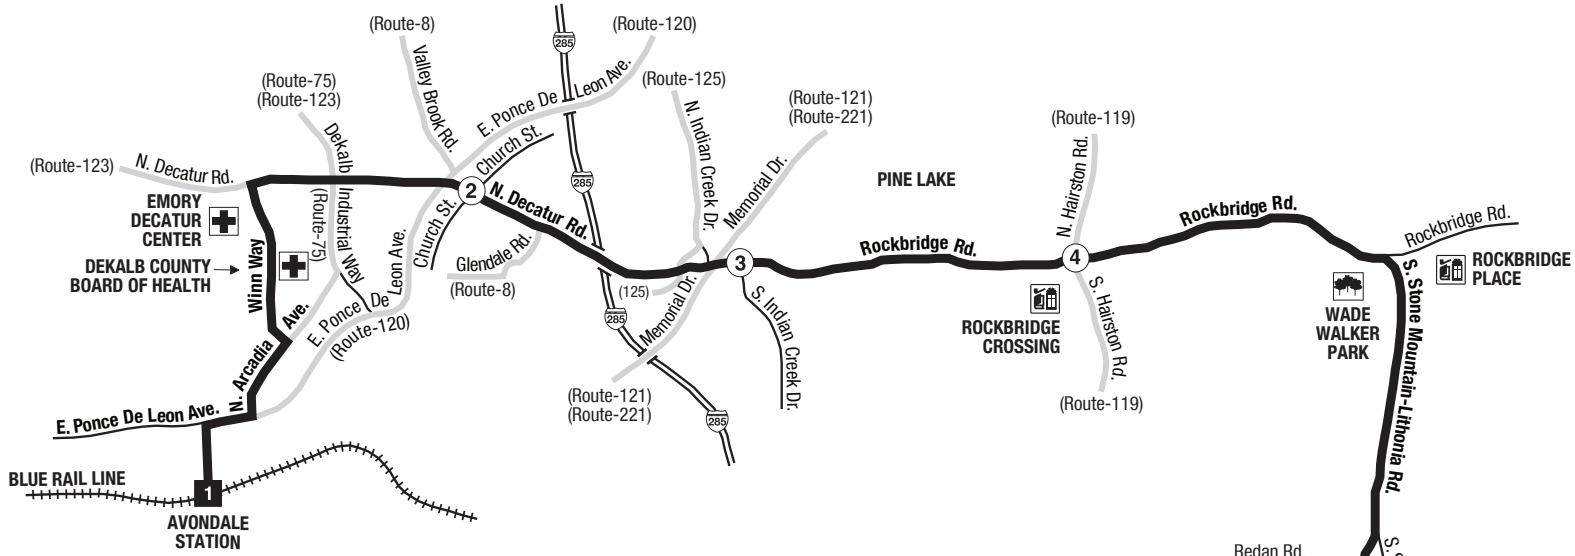 (Route-8)
(Route-120)
285
Valley Brook Rd.
E. Ponce De Leon Ave.
(Route-75)
(Route-123)
(Route-125)
(Route-121)
(Route-221)
(Route-119)
Dekalb Industrial Way
Church St.
N. Indian Creek Dr.
Memorial Dr.
N. Hairston Rd.
(Route-123)
N. Decatur Rd.
PINE LAKE
285
2
N. Decatur Rd.
EMORY
DECATUR
CENTER
(Route-75)
Church St.
Rockbridge Rd.
Rockbridge Rd.
Rockbridge Rd.
Glendale Rd.
(Route-8)
3
4
DEKALB COUNTY
BOARD OF HEALTH
Winn Way
ROCKBRIDGE
PLACE
(125)
285
Memorial Dr.
S. Indian Creek Dr.
S. Hairston Rd.
ROCKBRIDGE
CROSSING
WADE
WALKER
PARK
S. Stone Mountain-Lithonia Rd.
E. Ponce De Leon Ave.
(Route-120)
N. Arcadia Ave.
(Route-121)
(Route-221)
(Route-119)
285
E. Ponce De Leon Ave.
BLUE RAIL LINE
1
AVONDALE
STATION
Redan Rd.